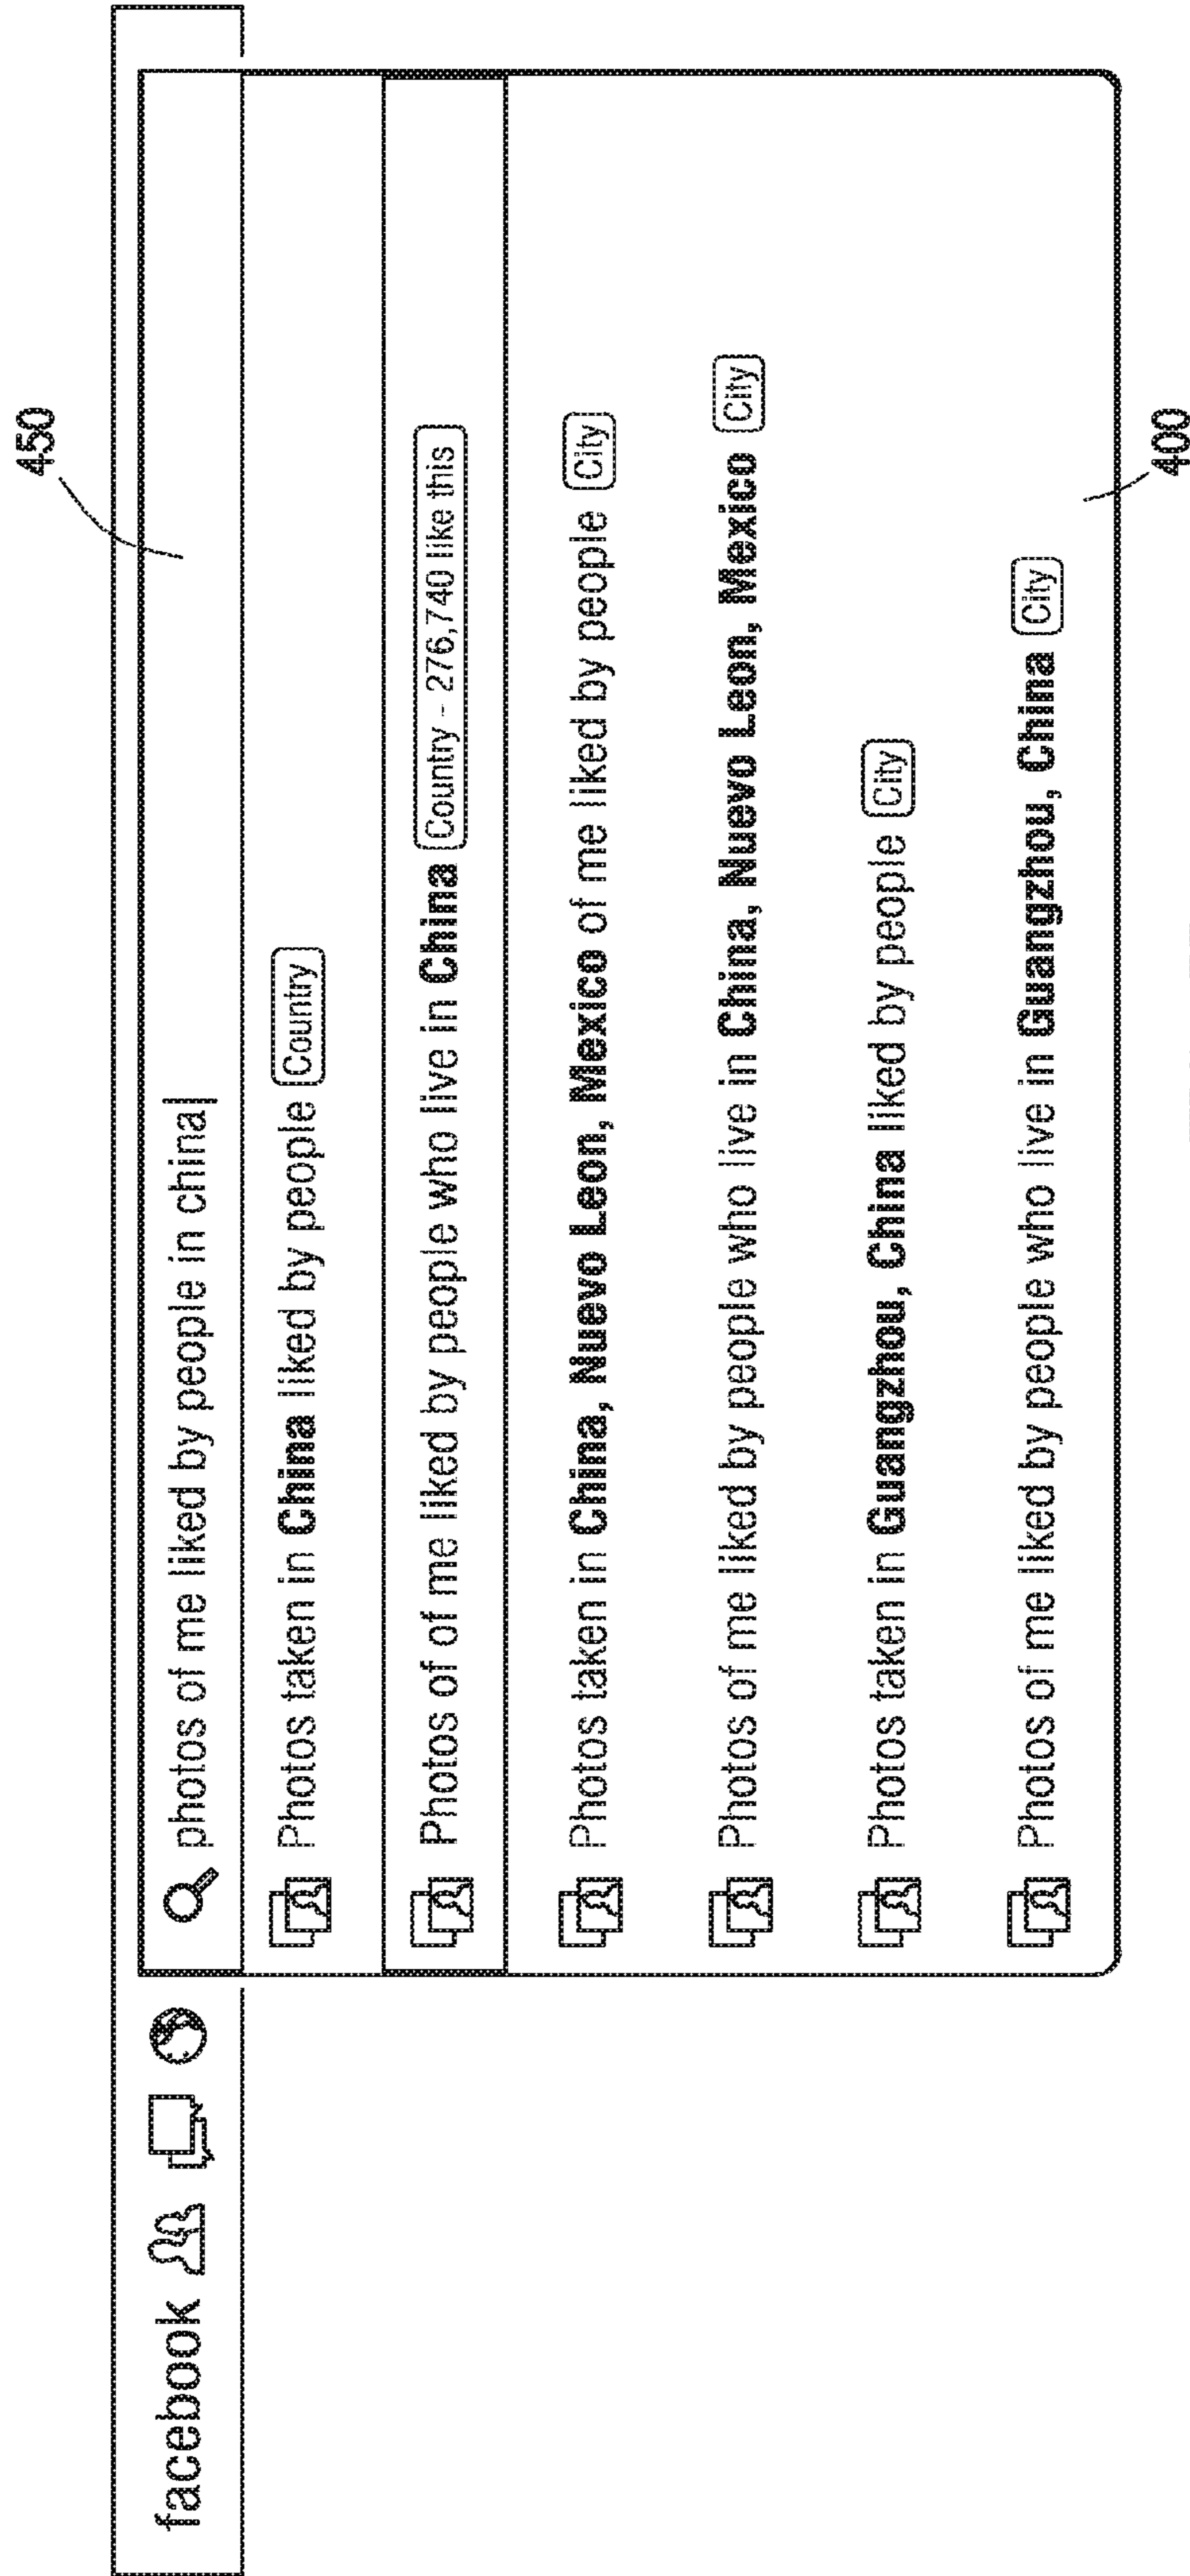 450
facebook
photos of me liked by people in china
Photos taken in China liked by people Country
Photos of of me liked by people who live in China Country - 276,740 like this
Photos taken in China, Nuevo Leon, Mexico of me liked by people City
Photos of me liked by people who live in China, Nuevo Leon, Mexico City
Photos taken in Guangzhou, China liked by people City
Photos of me liked by people who live in Guangzhou, China City
400